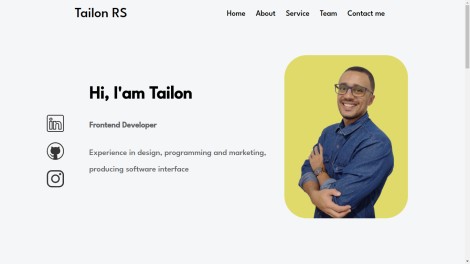 Tailon RS
Home About Service Team Contact me
Hi, I'am Tailon
Frontend Developer
Experience in design, programming and marketing,
producing software interface